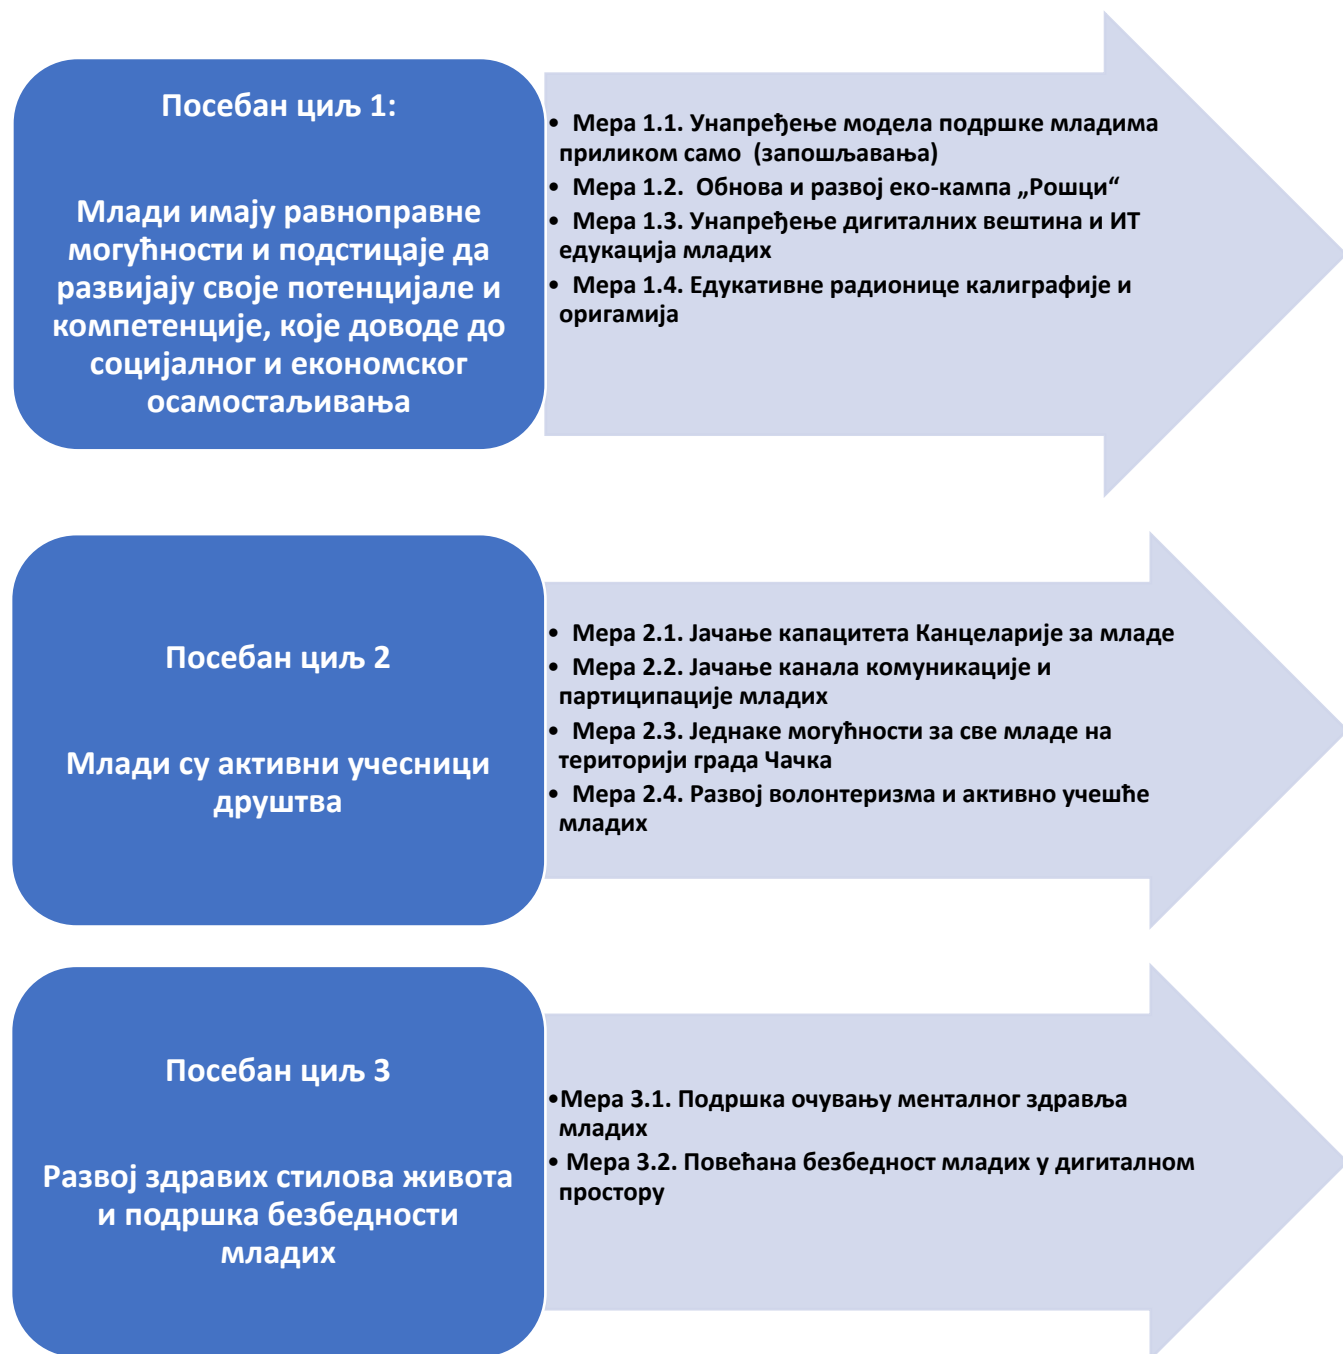 Посебан циљ 1:
Млади имају равноправне
могућности и подстицаје да
развијају своје потенцијале и
компетенције, које доводе до
социјалног и економског
осамостаљивања
• Мера 1.1. Унапређење модела подршке младима
приликом само (запошљавања)
• Мера 1.2. Обнова и развој еко-кампа „Рошци“
• Мера 1.3. Унапређење дигиталних вештина и ИТ
едукација младих
• Мера 1.4. Едукативне радионице калиграфије и
оригамија
Посебан циљ 2
Млади су активни учесници
друштва
• Мера 2.1. Јачање капацитета Канцеларије за младе
• Мера 2.2. Јачање канала комуникације и
партиципације младих
• Мера 2.3. Једнаке могућности за све младе на
територији града Чачка
• Мера 2.4. Развој волонтеризма и активно учешће
младих
Посебан циљ 3
Развој здравих стилова живота
и подршка безбедности
младих
•Мера 3.1. Подршка очувању менталног здравља
младих
• Мера 3.2. Повећана безбедност младих у дигиталном
простору